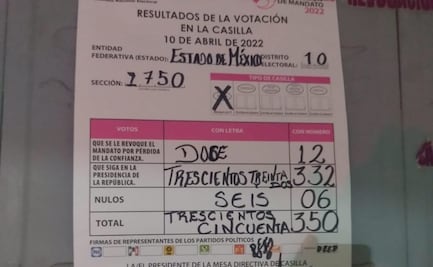 DE MANDATO 2022
RESULTADOS DE LA VOTACIÓN
EN LA CASILLA
10 DE ABRIL DE 2022
ENTIDAD
FEDERATIVA (ESTADO): ESTADO DE MÉXICO DISTRITO ELECTORAL: 10
SECCIÓN: 2750 TIPO DE CASILLA
X
VOTOS CON LETRA CON NÚMERO
QUE SE LE REVOQUE EL MANDATO POR PÉRDIDA DE LA CONFIANZA. DOCE 12
QUE SIGA EN LA PRESIDENCIA DE LA REPÚBLICA. TRESCIENTOS TREINTA DOS 332
NULOS SEIS 06
TOTAL TRESCIENTOS CINCUENTA 350
FIRMAS DE REPRESENTANTES DE LOS PARTIDOS POLÍTICOS
LA/EL PRESIDENTE DE LA MESA DIRECTIVA DE CASILLA